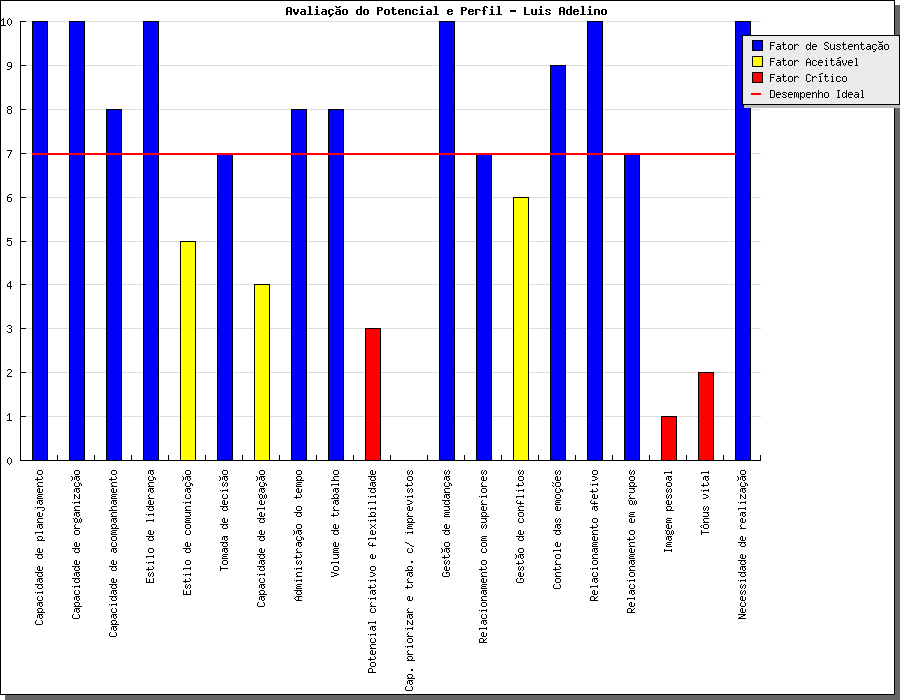 Avaliação do Potencial e Perfil - Luis Adelino
10
9
8
7
6
5
4
3
2
1
0
Fator de Sustentação
Fator Aceitável
Fator Crítico
Desempenho Ideal
Capacidade de planejamento
Capacidade de organização
Capacidade de acompanhamento
Estilo de liderança
Estilo de comunicação
Tomada de decisão
Capacidade de delegação
Administração do tempo
Volume de trabalho
Potencial criativo e flexibilidade
Cap. priorizar e trab. c/ imprevistos
Gestão de mudanças
Relacionamento com superiores
Gestão de conflitos
Controle das emoções
Relacionamento afetivo
Relacionamento em grupos
Imagem pessoal
Tônus vital
Necessidade de realização